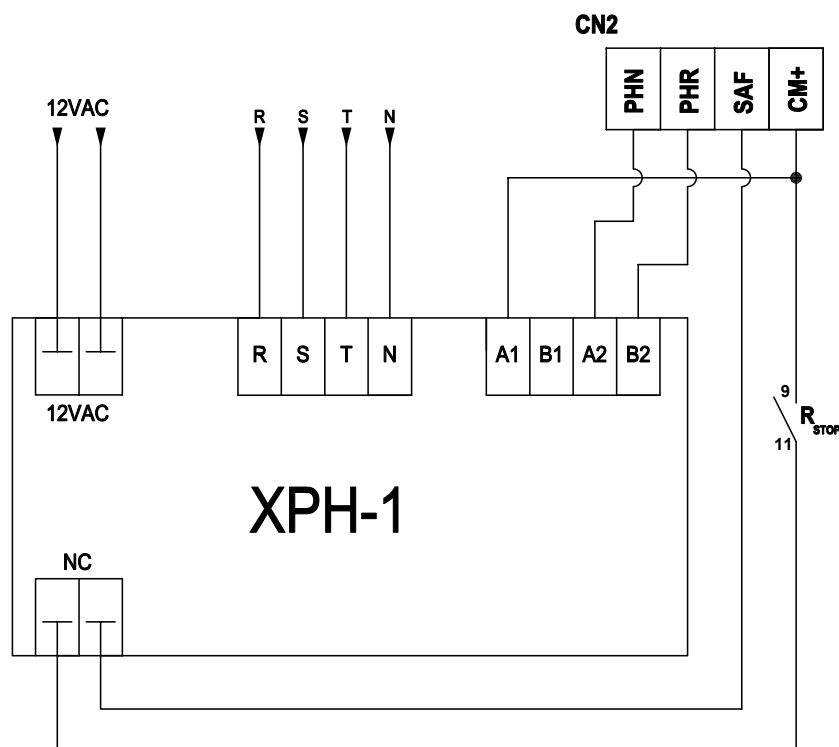 CN2
PHN PHR SAF CM+
12VAC
R S T N
R S T N
A1 B1 A2 B2
12VAC
9
R STOP
11
XPH-1
NC